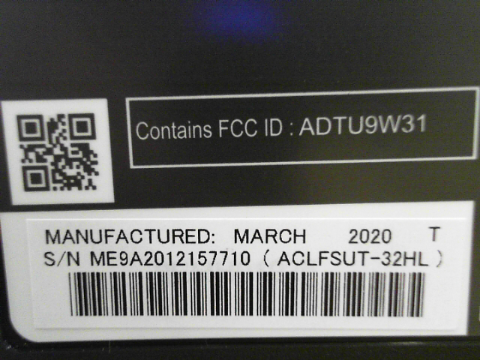 Contains FCC ID : ADTU9W31
MANUFACTURED: MARCH 2020 T
S/N ME9A2012157710 ( ACLFSUT-32HL )